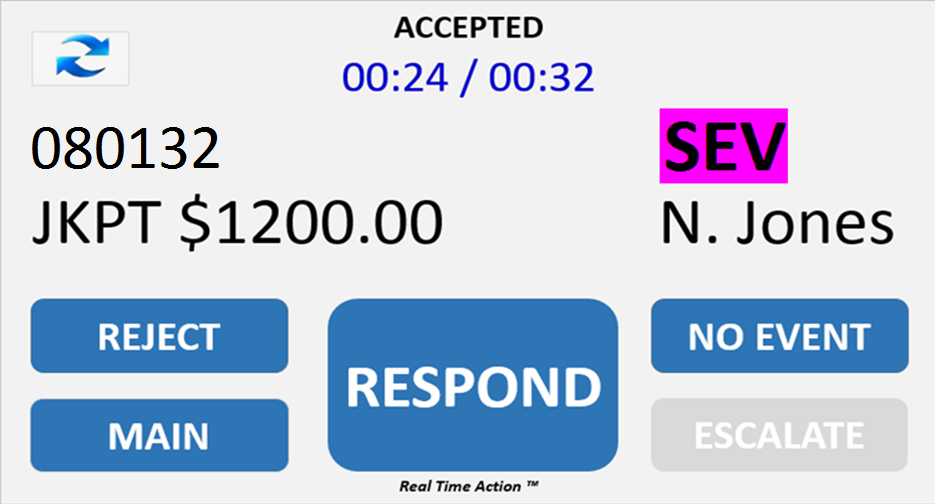 ACCEPTED
00:24 / 00:32
080132
SEV
JKPT $1200.00
N. Jones
REJECT
RESPOND
NO EVENT
MAIN
ESCALATE
Real Time Action ™